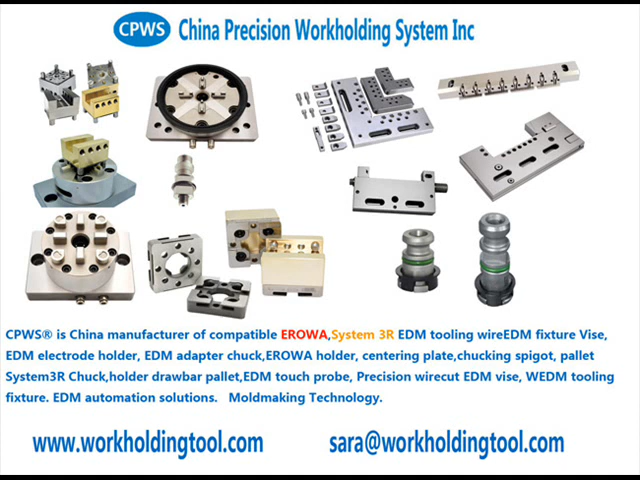 CPWS China Precision Workholding System Inc
CPWS® is China manufacturer of compatible EROWA,System 3R EDM tooling wireEDM fixture Vise,
EDM electrode holder, EDM adapter chuck,EROWA holder, centering plate,chucking spigot, pallet
System3R Chuck,holder drawbar pallet,EDM touch probe, Precision wirecut EDM vise, WEDM tooling
fixture. EDM automation solutions. Moldmaking Technology.
www.workholdingtool.com sara@workholdingtool.com